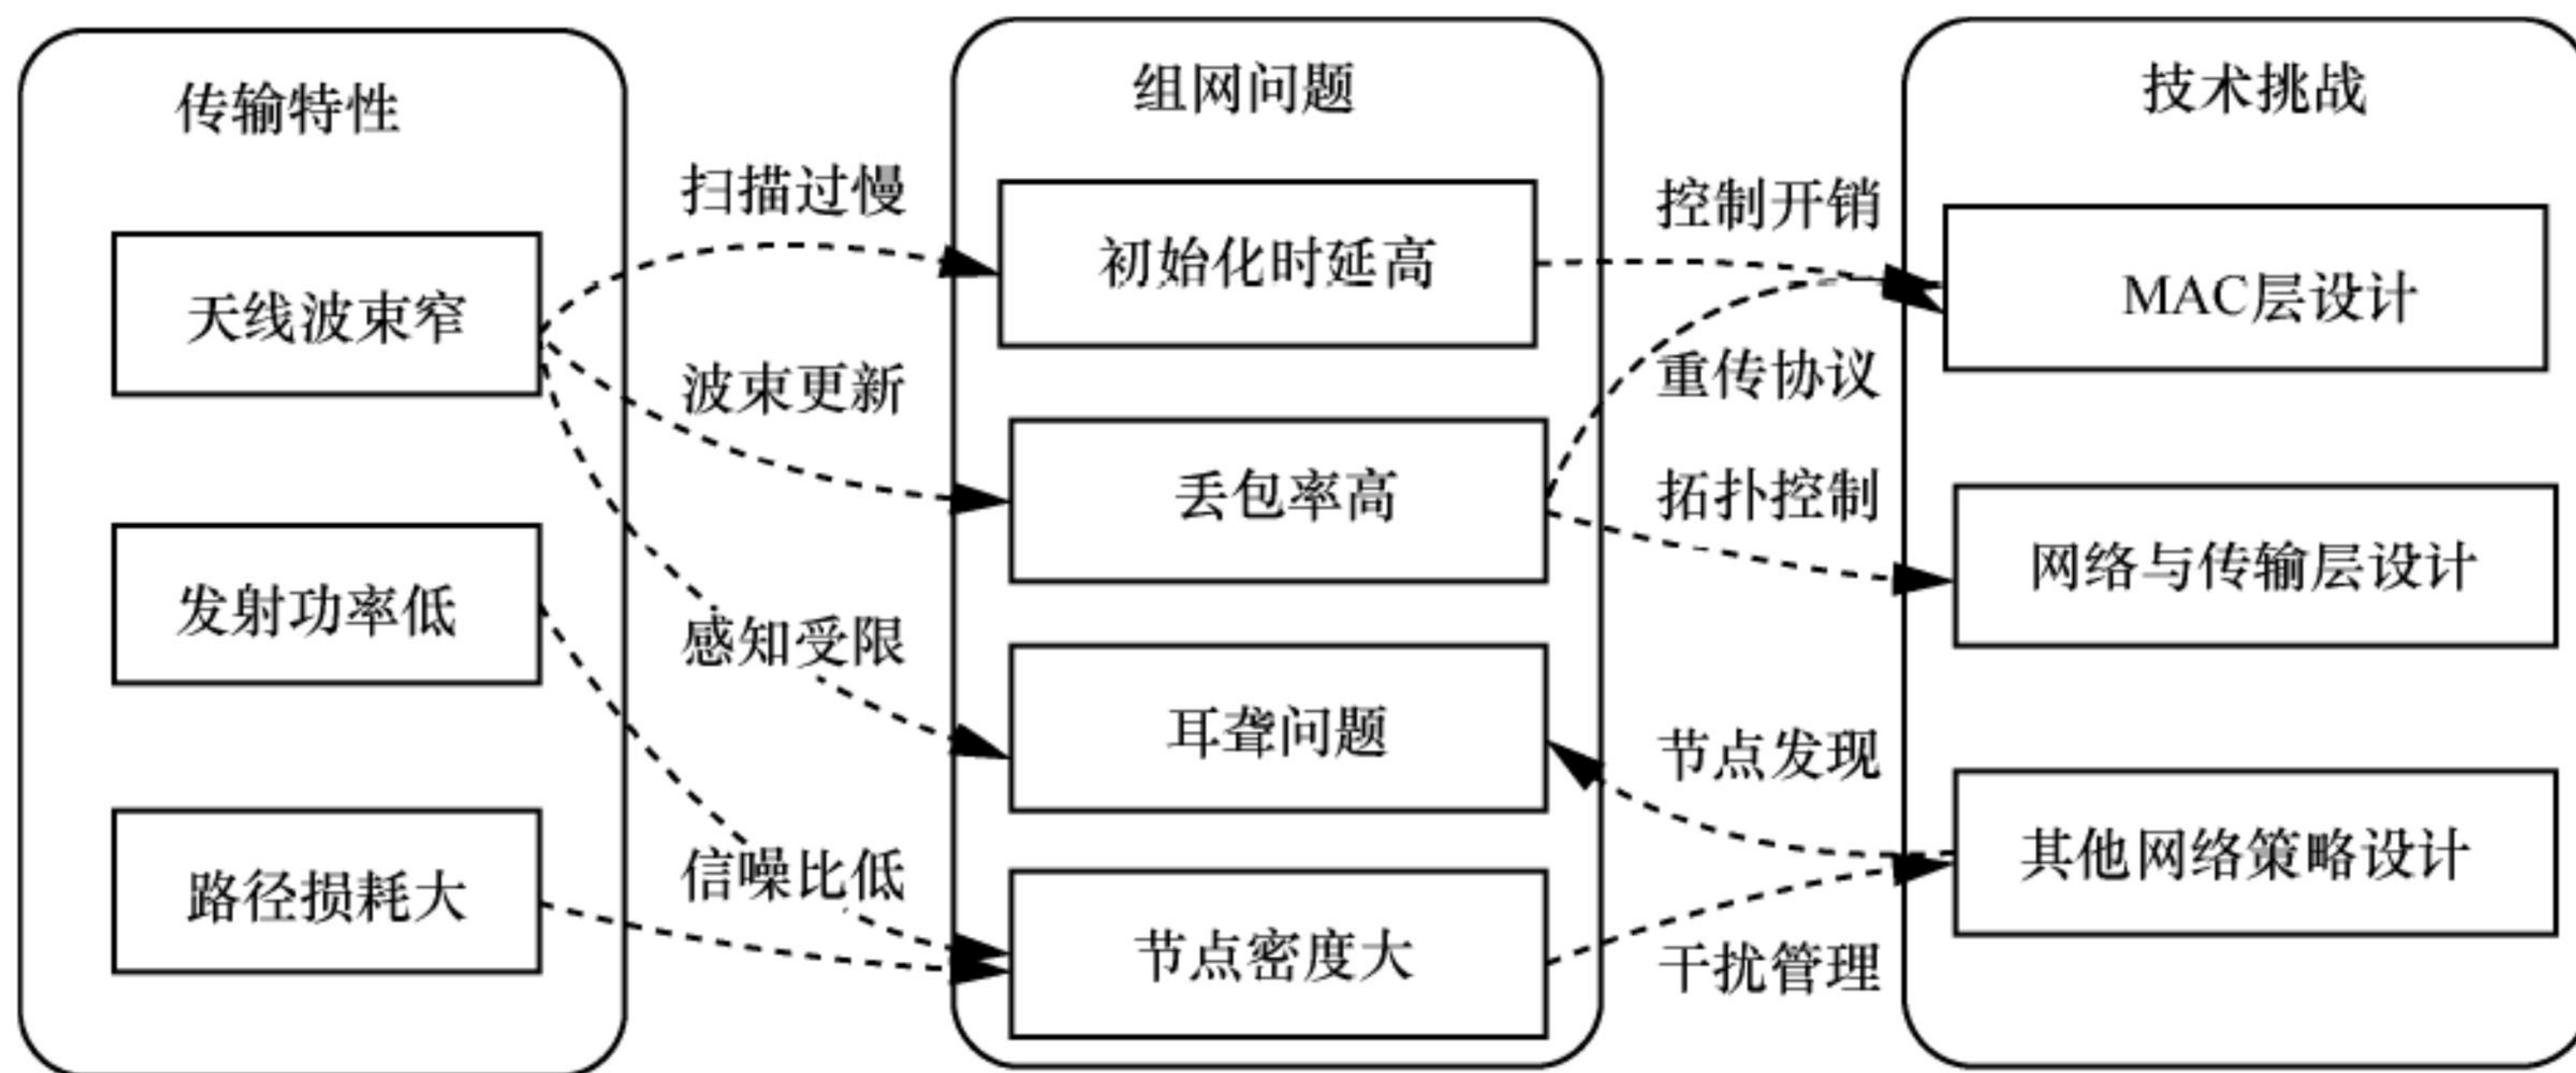 传输特性
天线波束窄
发射功率低
路径损耗大
扫描过慢
波束更新
感知受限
信噪比低
组网问题
初始化时延高
丢包率高
耳聋问题
节点密度大
控制开销
重传协议
拓扑控制
节点发现
干扰管理
技术挑战
MAC层设计
网络与传输层设计
其他网络策略设计